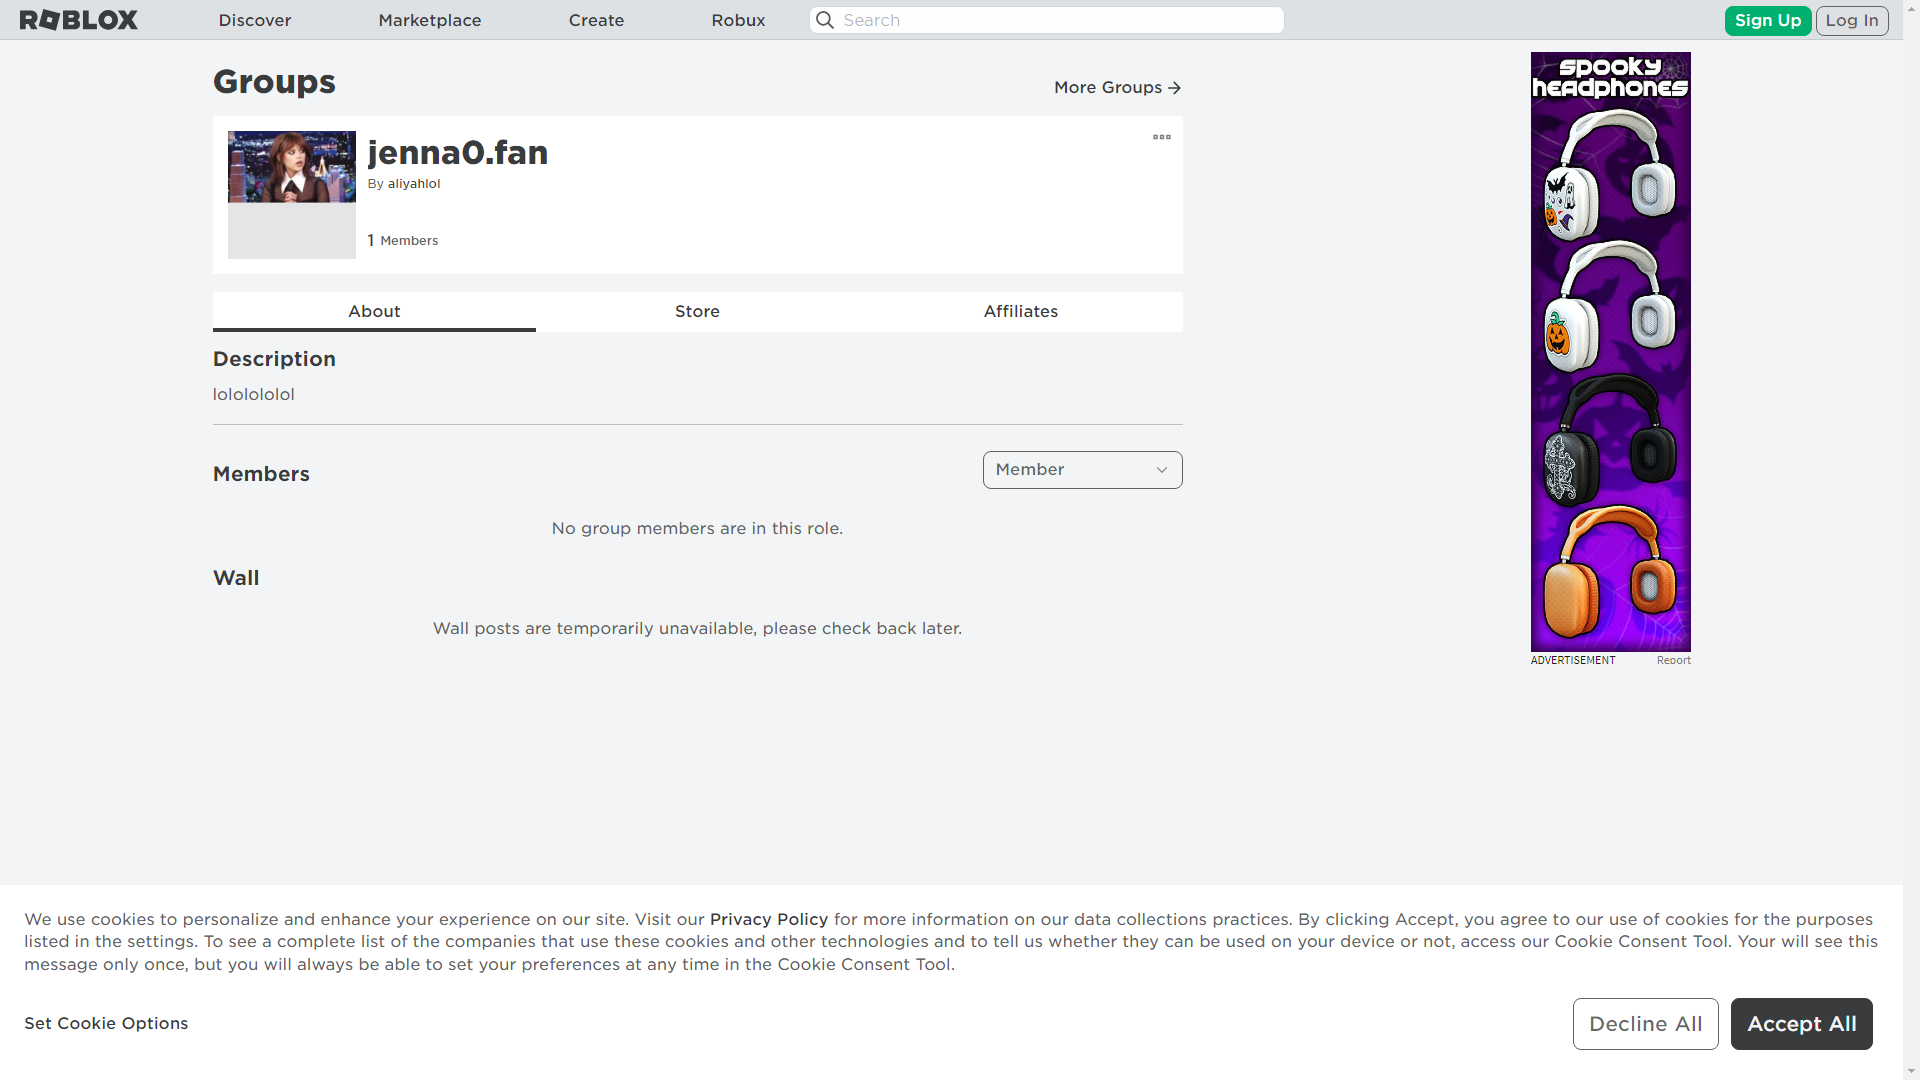 ROBLOX
Discover
Marketplace
Create
Robux
Search
Sign Up
Log In
Groups
More Groups
jenna0.fan
By aliyahlol
1 Members
About
Store
Affiliates
Description
lolololololol
Members
Member
No group members are in this role.
Wall
Wall posts are temporarily unavailable, please check back later.
spooky
headphones
ADVERTISEMENT
Report
We use cookies to personalize and enhance your experience on our site. Visit our Privacy Policy for more information on our data collections practices. By clicking Accept, you agree to our use of cookies for the purposes
listed in the settings. To see a complete list of the companies that use these cookies and other technologies and to tell us whether they can be used on your device or not, access our Cookie Consent Tool. Your will see this
message only once, but you will always be able to set your preferences at any time in the Cookie Consent Tool.
Set Cookie Options
Decline All
Accept All